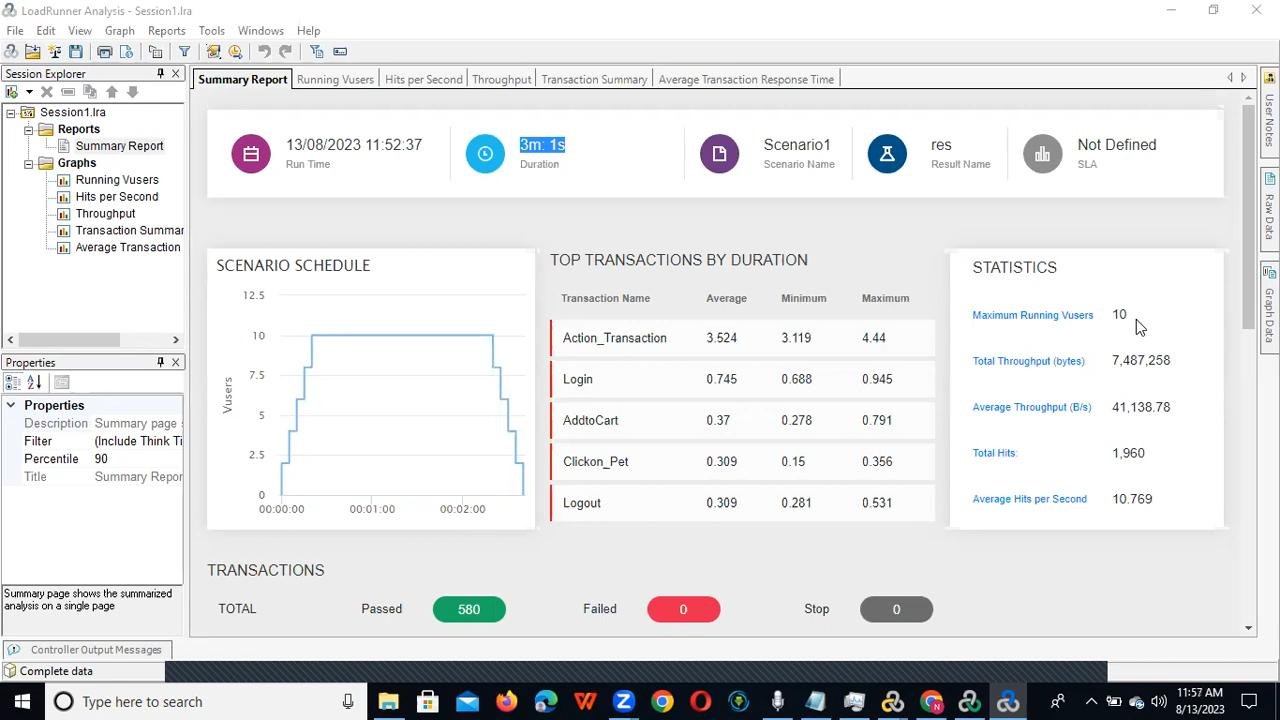 LoadRunner Analysis - Session1.lra
File Edit View Graph Reports Tools Windows Help
Session Explorer
Session1.lra
Reports
Summary Report
Graphs
Running Vusers
Hits per Second
Throughput
Transaction Summar
Average Transaction
Properties
Properties
Description Summary page s
Filter (Include Think Ti
Percentile 90
Title Summary Repor
Summary page shows the summarized
analysis on a single page
Summary Report Running Vusers Hits per Second Throughput Transaction Summary Average Transaction Response Time
13/08/2023 11:52:37
Run Time
3m: 1s
Duration
Scenario1
Scenario Name
res
Result Name
Not Defined
SLA
SCENARIO SCHEDULE
12.5
10
7.5
5
2.5
0
Vusers
00:00:00 00:01:00 00:02:00
TOP TRANSACTIONS BY DURATION
Transaction Name Average Minimum Maximum
Action_Transaction 3.524 3.119 4.44
Login 0.745 0.688 0.945
AddtoCart 0.37 0.278 0.791
Clickon_Pet 0.309 0.15 0.356
Logout 0.309 0.281 0.531
STATISTICS
Maximum Running Vusers 10
Total Throughput (bytes) 7,487,258
Average Throughput (B/s) 41,138.78
Total Hits: 1,960
Average Hits per Second 10.769
TRANSACTIONS
TOTAL Passed 580 Failed 0 Stop 0
User Notes
Raw Data
Graph Data
Controller Output Messages
Complete data
Type here to search
11:57 AM
8/13/2023